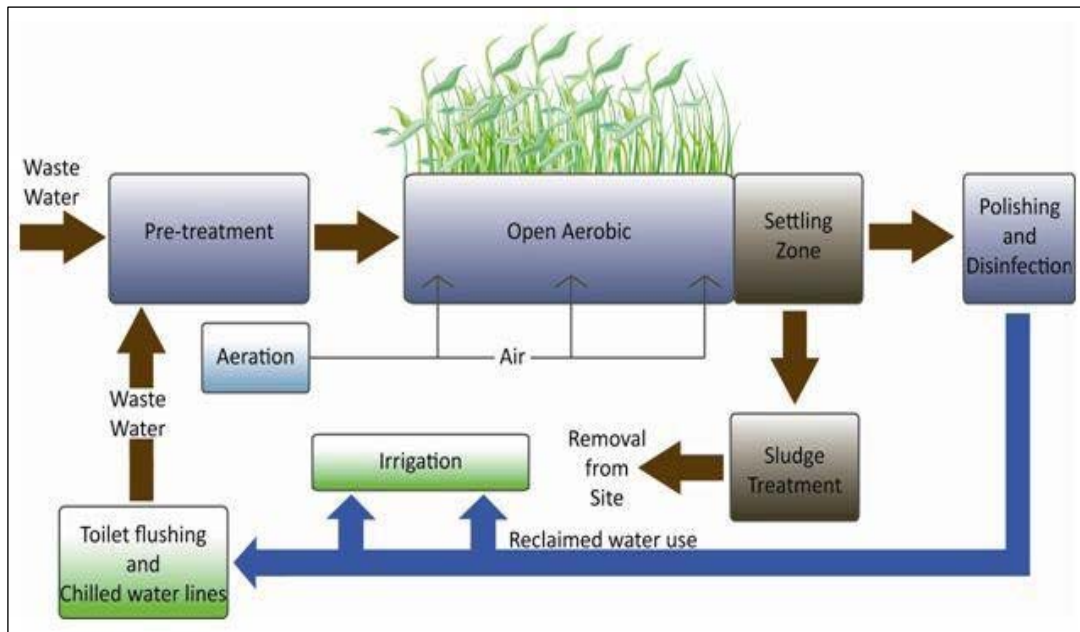 Waste
Water
Pre-treatment
Open Aerobic
Settling
Zone
Polishing
and
Disinfection
Aeration
Air
Waste
Water
Irrigation
Removal
from
Site
Sludge
Treatment
Toilet flushing
and
Chilled water lines
Reclaimed water use